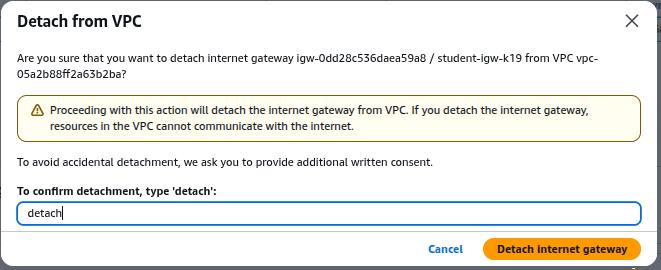 Detach from VPC
Are you sure that you want to detach internet gateway igw-0dd28c536daea59a8 / student-igw-k19 from VPC vpc-
05a2b88ff2a63b2ba?
Proceeding with this action will detach the internet gateway from VPC. If you detach the internet gateway,
resources in the VPC cannot communicate with the internet.
To avoid accidental detachment, we ask you to provide additional written consent.
To confirm detachment, type 'detach':
detach
Cancel
Detach internet gateway